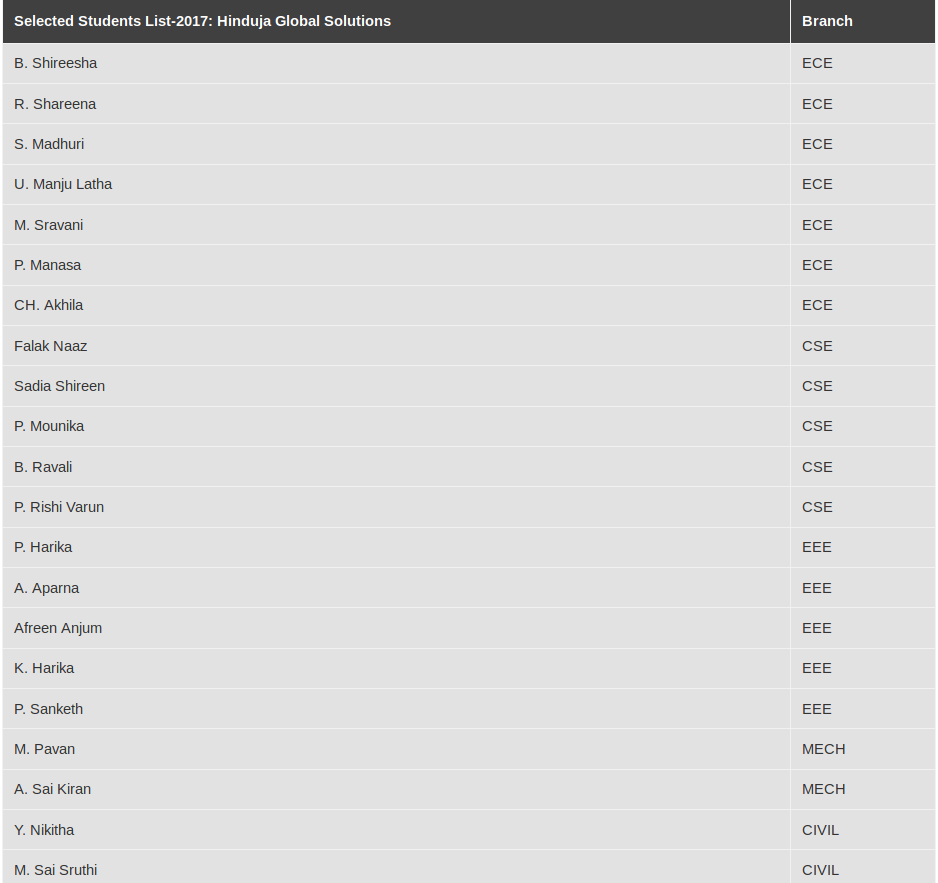 Selected Students List-2017: Hinduja Global Solutions Branch
B. Shireesha ECE
R. Shareena ECE
S. Madhuri ECE
U. Manju Latha ECE
M. Sravani ECE
P. Manasa ECE
CH. Akhila ECE
Falak Naaz CSE
Sadia Shireen CSE
P. Mounika CSE
B. Ravali CSE
P. Rishi Varun CSE
P. Harika EEE
A. Aparna EEE
Afreen Anjum EEE
K. Harika EEE
P. Sanketh EEE
M. Pavan MECH
A. Sai Kiran MECH
Y. Nikitha CIVIL
M. Sai Sruthi CIVIL